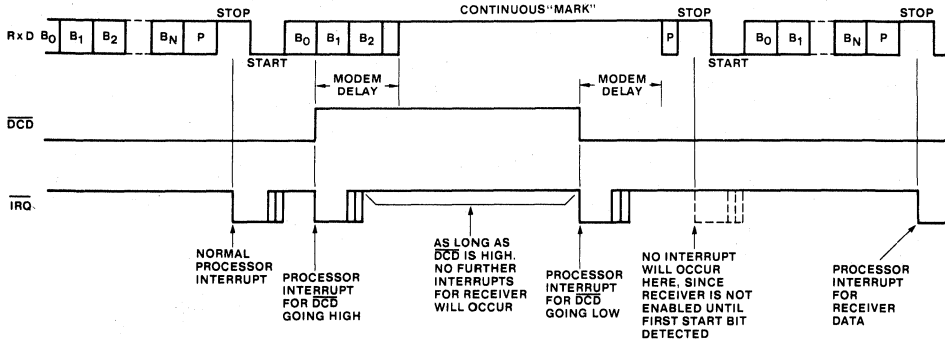 CONTINUOUS"MARK"
STOP STOP STOP
RxD B0 B1 B2 BN P B0 B1 B2 P B0 B1 BN P
START START
MODEM
DELAY
MODEM
DELAY
DCD
IRQ
NORMAL
PROCESSOR
INTERRUPT
PROCESSOR
INTERRUPT
FOR DCD
GOING HIGH
AS LONG AS
DCD IS HIGH.
NO FURTHER
INTERRUPTS
FOR RECEIVER
WILL OCCUR
PROCESSOR
INTERRUPT
FOR DCD
GOING LOW
NO INTERRUPT
WILL OCCUR
HERE, SINCE
RECEIVER IS NOT
ENABLED UNTIL
FIRST START BIT
DETECTED
PROCESSOR
INTERRUPT
FOR
RECEIVER
DATA